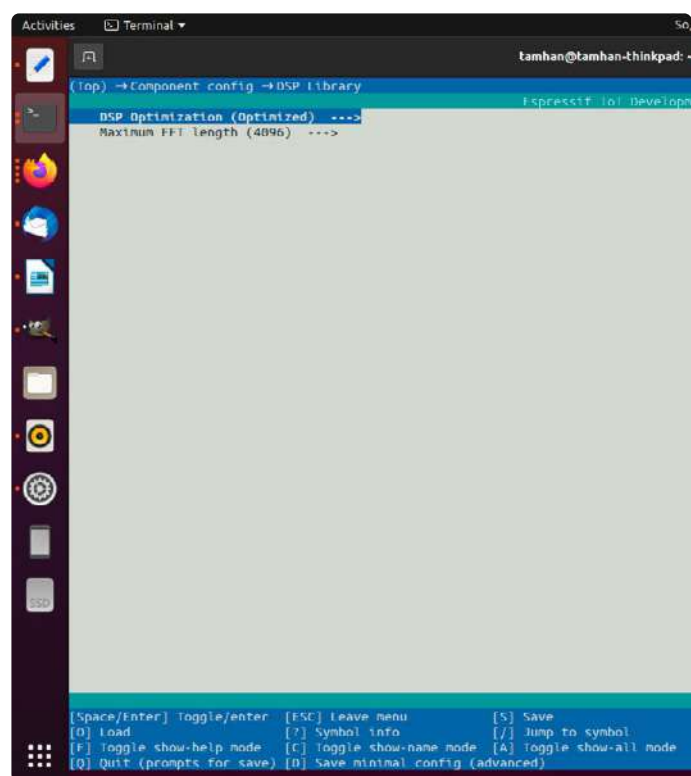 Activities
Terminal
So,
tamhan@tamhan-thinkpad: -
(Top) →Component config →DSP Library
Espressif IoT Developm
DSP Optimization (Optimized) --->
Maximum FFT length (4096) --->
SSD
[Space/Enter] Toggle/enter [ESC] Leave menu [S] Save
[O] Load [?] Symbol info [/] Jump to symbol
[F] Toggle show-help mode [C] Toggle show-name mode [A] Toggle show-all mode
[Q] Quit (prompts for save) [D] Save minimal config (advanced)